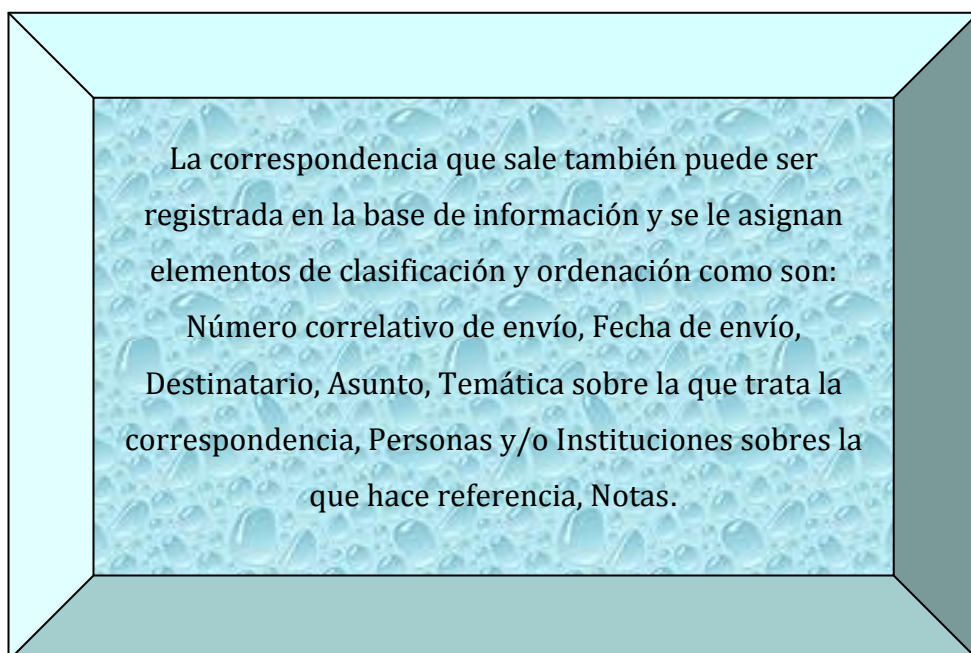 La correspondencia que sale también puede ser
registrada en la base de información y se le asignan
elementos de clasificación y ordenación como son:
Número correlativo de envío, Fecha de envío,
Destinatario, Asunto, Temática sobre la que trata la
correspondencia, Personas y/o Instituciones sobres la
que hace referencia, Notas.